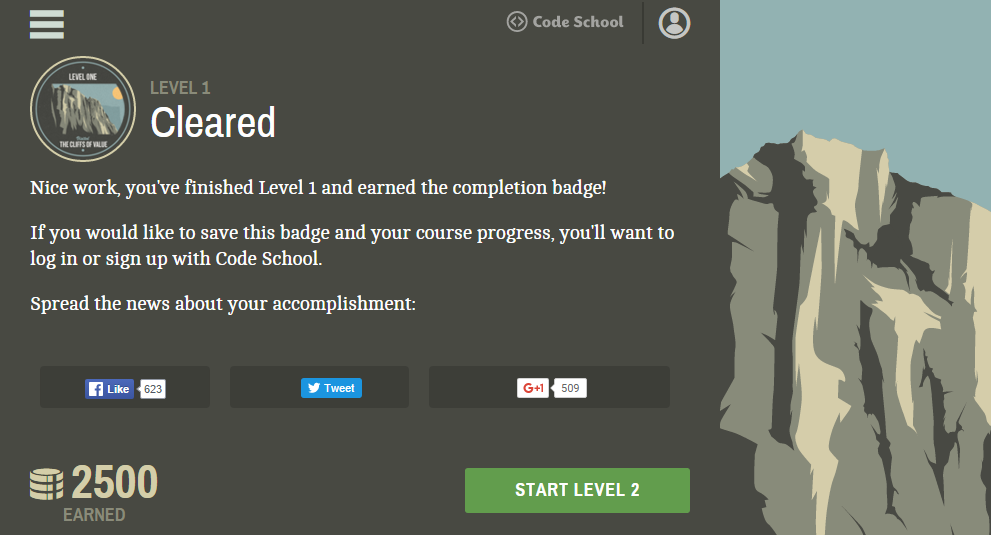 Code School
LEVEL ONE
THE CLIFFS OF VALUE
LEVEL 1
Cleared
Nice work, you've finished Level 1 and earned the completion badge!
If you would like to save this badge and your course progress, you'll want to
log in or sign up with Code School.
Spread the news about your accomplishment:
Like 623
Tweet
G+1 509
2500
EARNED
START LEVEL 2